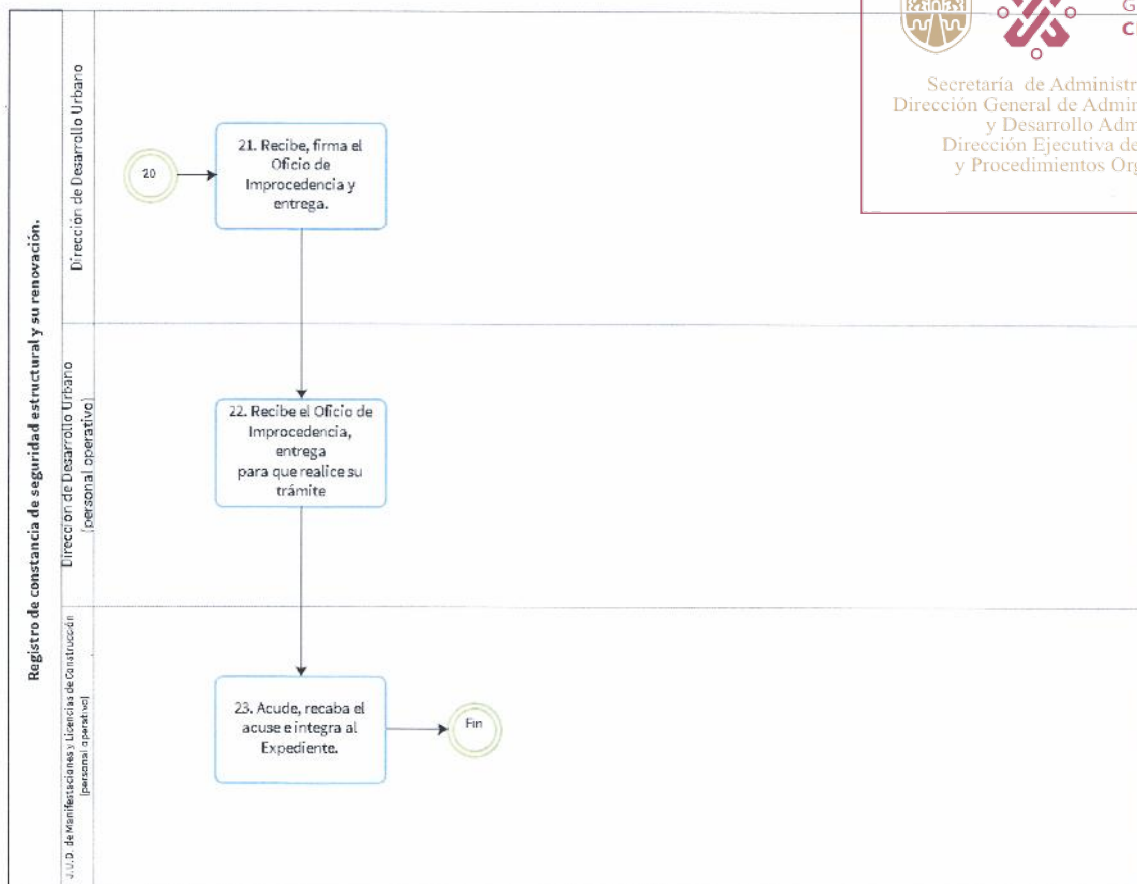 Registro de constancia de seguridad estructural y su renovación.
Dirección de Desarrollo Urbano
20
21. Recibe, firma el
Oficio de
Improcedencia y
entrega.
Dirección de Desarrollo Urbano
(personal operativo)
22. Recibe el Oficio de
Improcedencia,
entrega
para que realice su
trámite
J.U.D. de Manifestaciones y Licencias de Construcción
(personal operativo)
23. Acude, recaba el
acuse e integra al
Expediente.
Fin
Secretaría de Administr
Dirección General de Admin
y Desarrollo Adm
Dirección Ejecutiva de
y Procedimientos Org